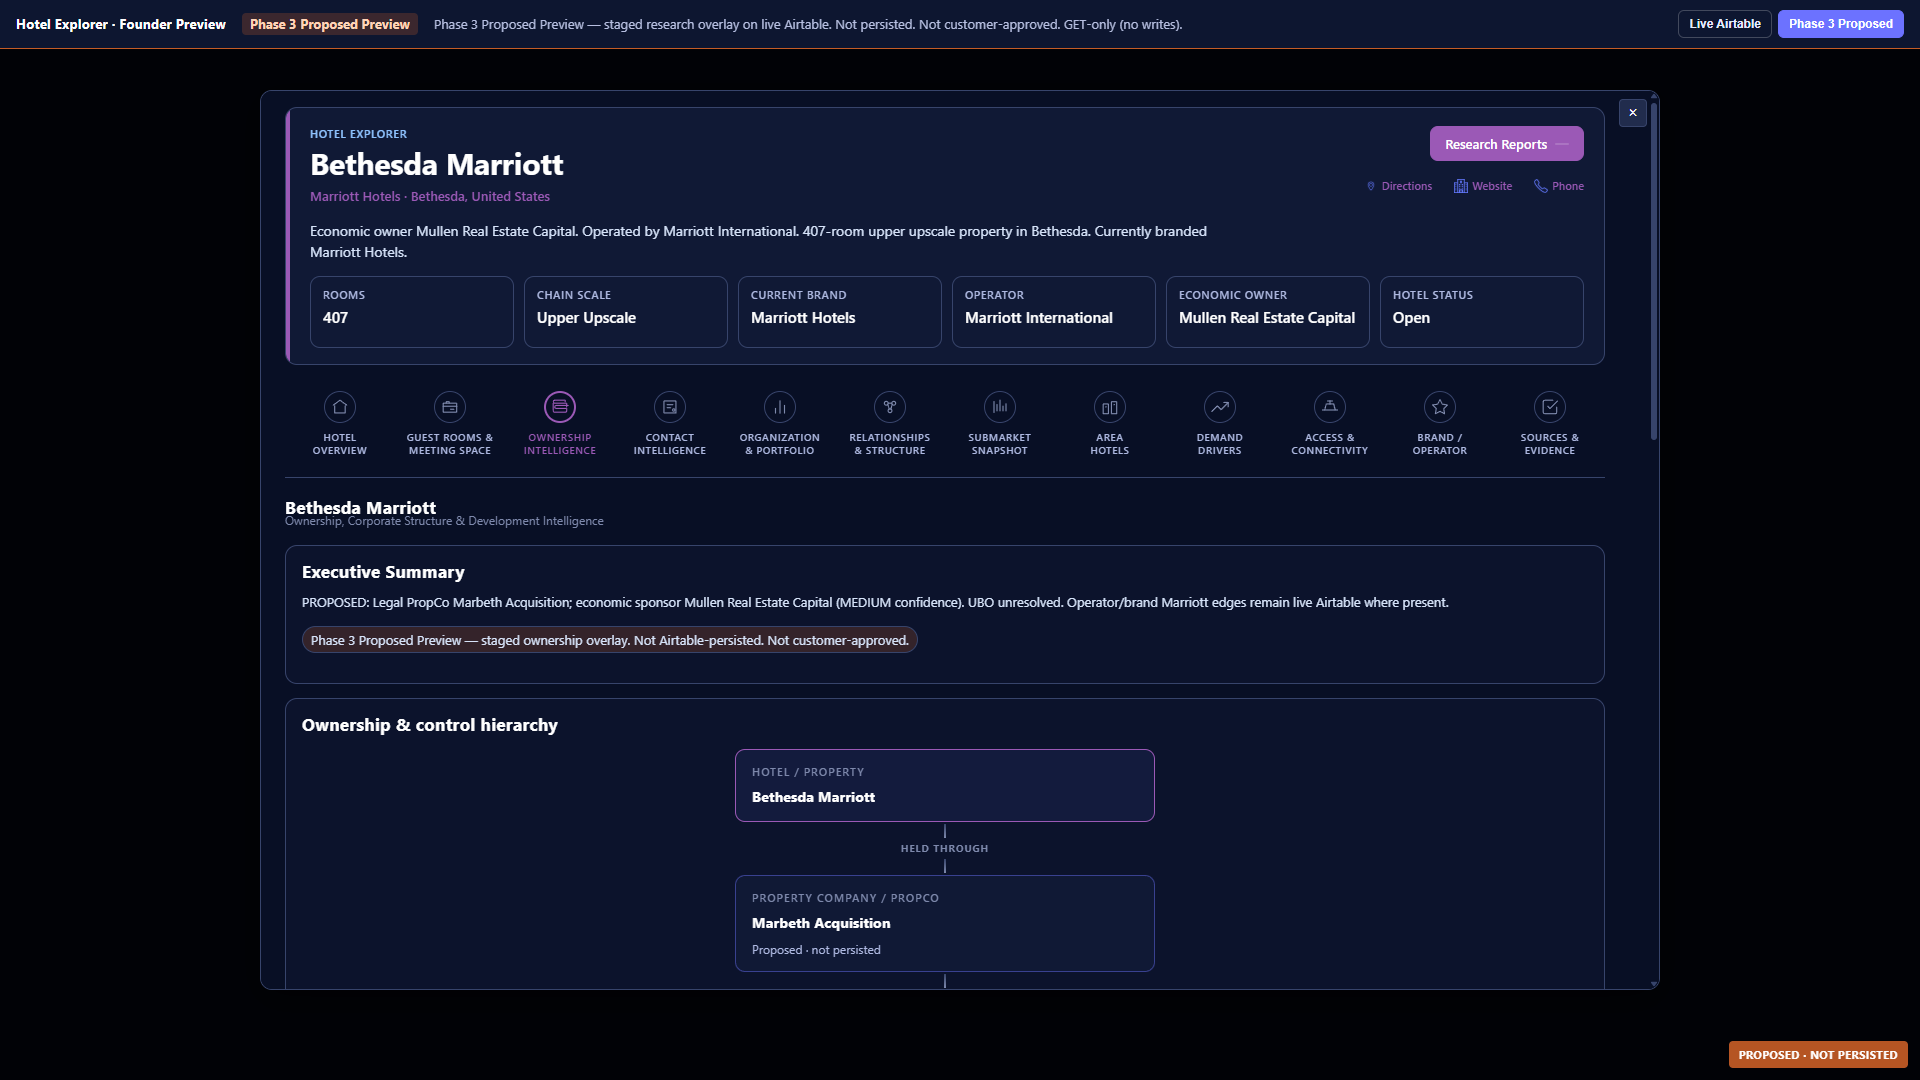 Hotel Explorer · Founder Preview
Phase 3 Proposed Preview
Phase 3 Proposed Preview — staged research overlay on live Airtable. Not persisted. Not customer-approved. GET-only (no writes).
Live Airtable
Phase 3 Proposed
×
HOTEL EXPLORER
Bethesda Marriott
Marriott Hotels · Bethesda, United States
Research Reports —
Directions
Website
Phone
Economic owner Mullen Real Estate Capital. Operated by Marriott International. 407-room upper upscale property in Bethesda. Currently branded
Marriott Hotels.
ROOMS
407
CHAIN SCALE
Upper Upscale
CURRENT BRAND
Marriott Hotels
OPERATOR
Marriott International
ECONOMIC OWNER
Mullen Real Estate Capital
HOTEL STATUS
Open
HOTEL
OVERVIEW
GUEST ROOMS &
MEETING SPACE
OWNERSHIP
INTELLIGENCE
CONTACT
INTELLIGENCE
ORGANIZATION
& PORTFOLIO
RELATIONSHIPS
& STRUCTURE
SUBMARKET
SNAPSHOT
AREA
HOTELS
DEMAND
DRIVERS
ACCESS &
CONNECTIVITY
BRAND /
OPERATOR
SOURCES &
EVIDENCE
Bethesda Marriott
Ownership, Corporate Structure & Development Intelligence
Executive Summary
PROPOSED: Legal PropCo Marbeth Acquisition; economic sponsor Mullen Real Estate Capital (MEDIUM confidence). UBO unresolved. Operator/brand Marriott edges remain live Airtable where present.
Phase 3 Proposed Preview — staged ownership overlay. Not Airtable-persisted. Not customer-approved.
Ownership & control hierarchy
HOTEL / PROPERTY
Bethesda Marriott
HELD THROUGH
PROPERTY COMPANY / PROPCO
Marbeth Acquisition
Proposed · not persisted
PROPOSED · NOT PERSISTED